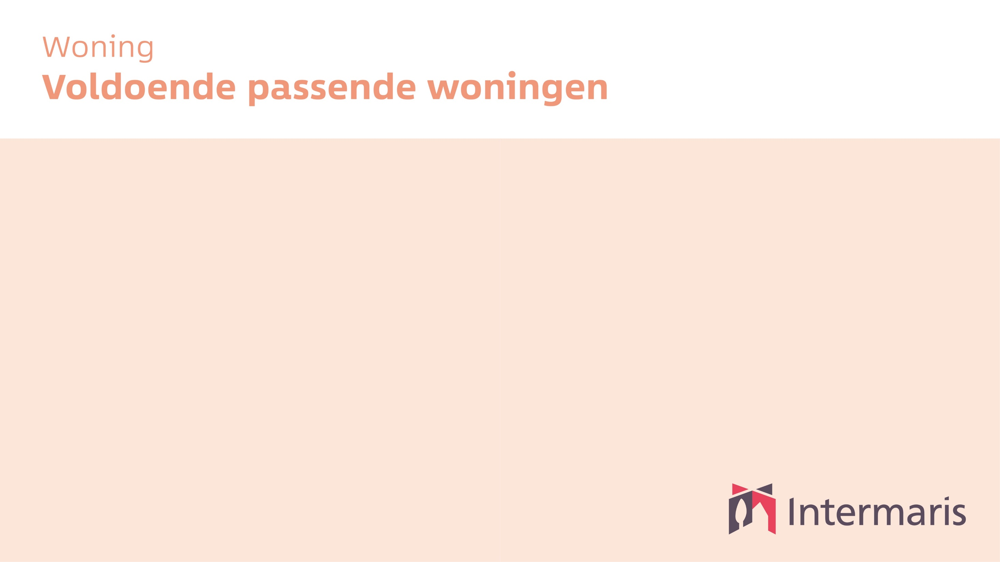 Woning
Voldoende passende woningen
Intermaris